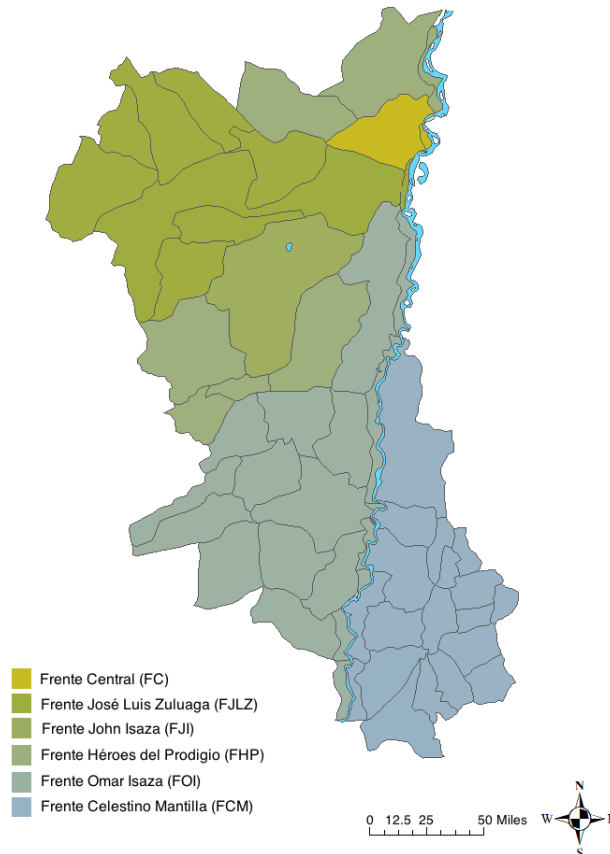 Frente Central (FC)
Frente José Luis Zuluaga (FJLZ)
Frente John Isaza (FJI)
Frente Héroes del Prodigio (FHP)
Frente Omar Isaza (FOI)
Frente Celestino Mantilla (FCM)
0 12.5 25 50 Miles
N
W
S